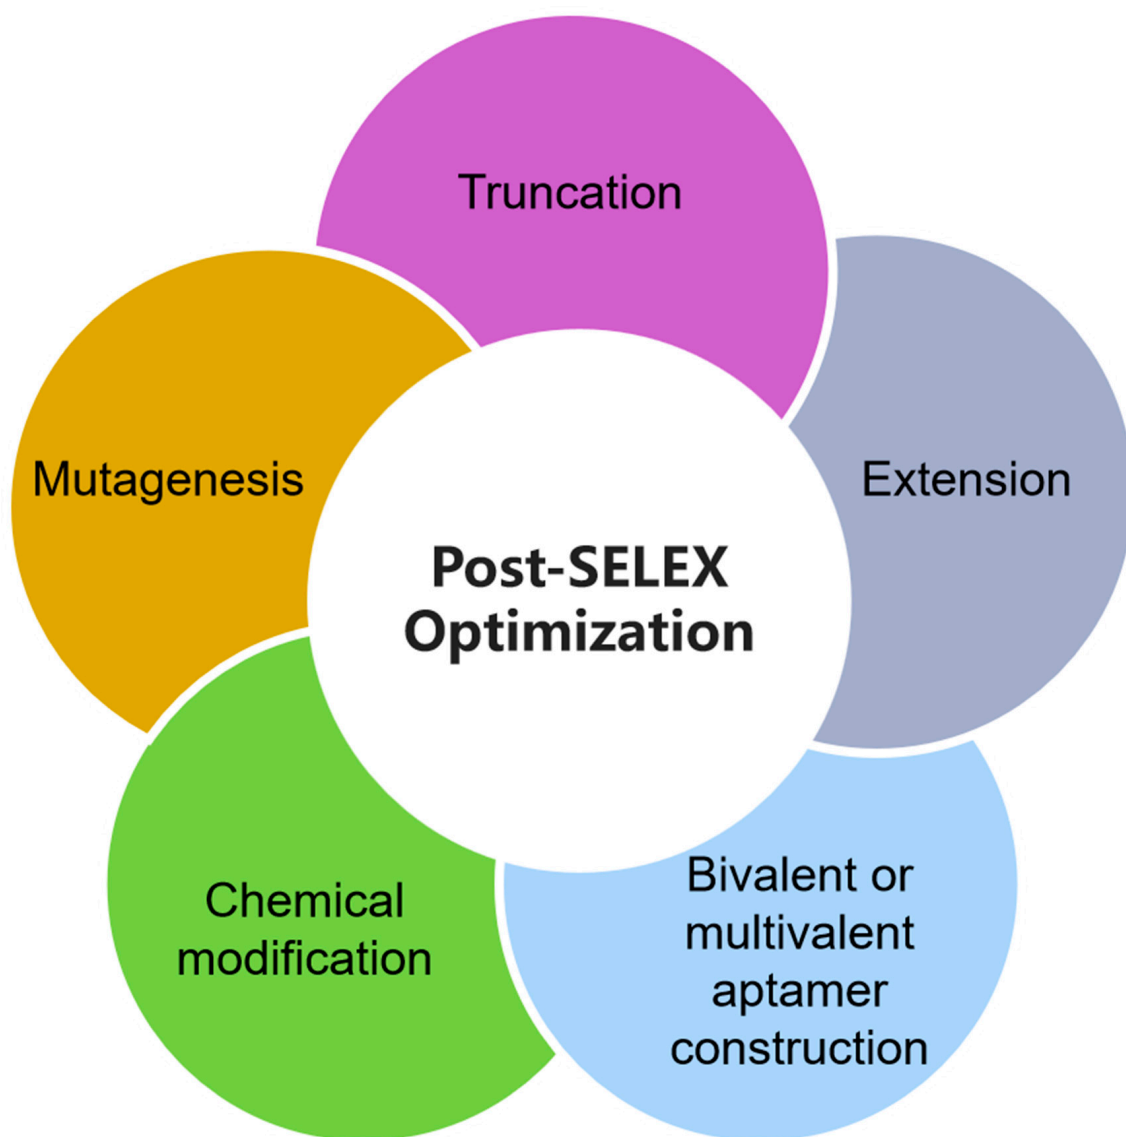 Truncation
Extension
Bivalent or
multivalent
aptamer
construction
Chemical
modification
Mutagenesis
Post-SELEX
Optimization